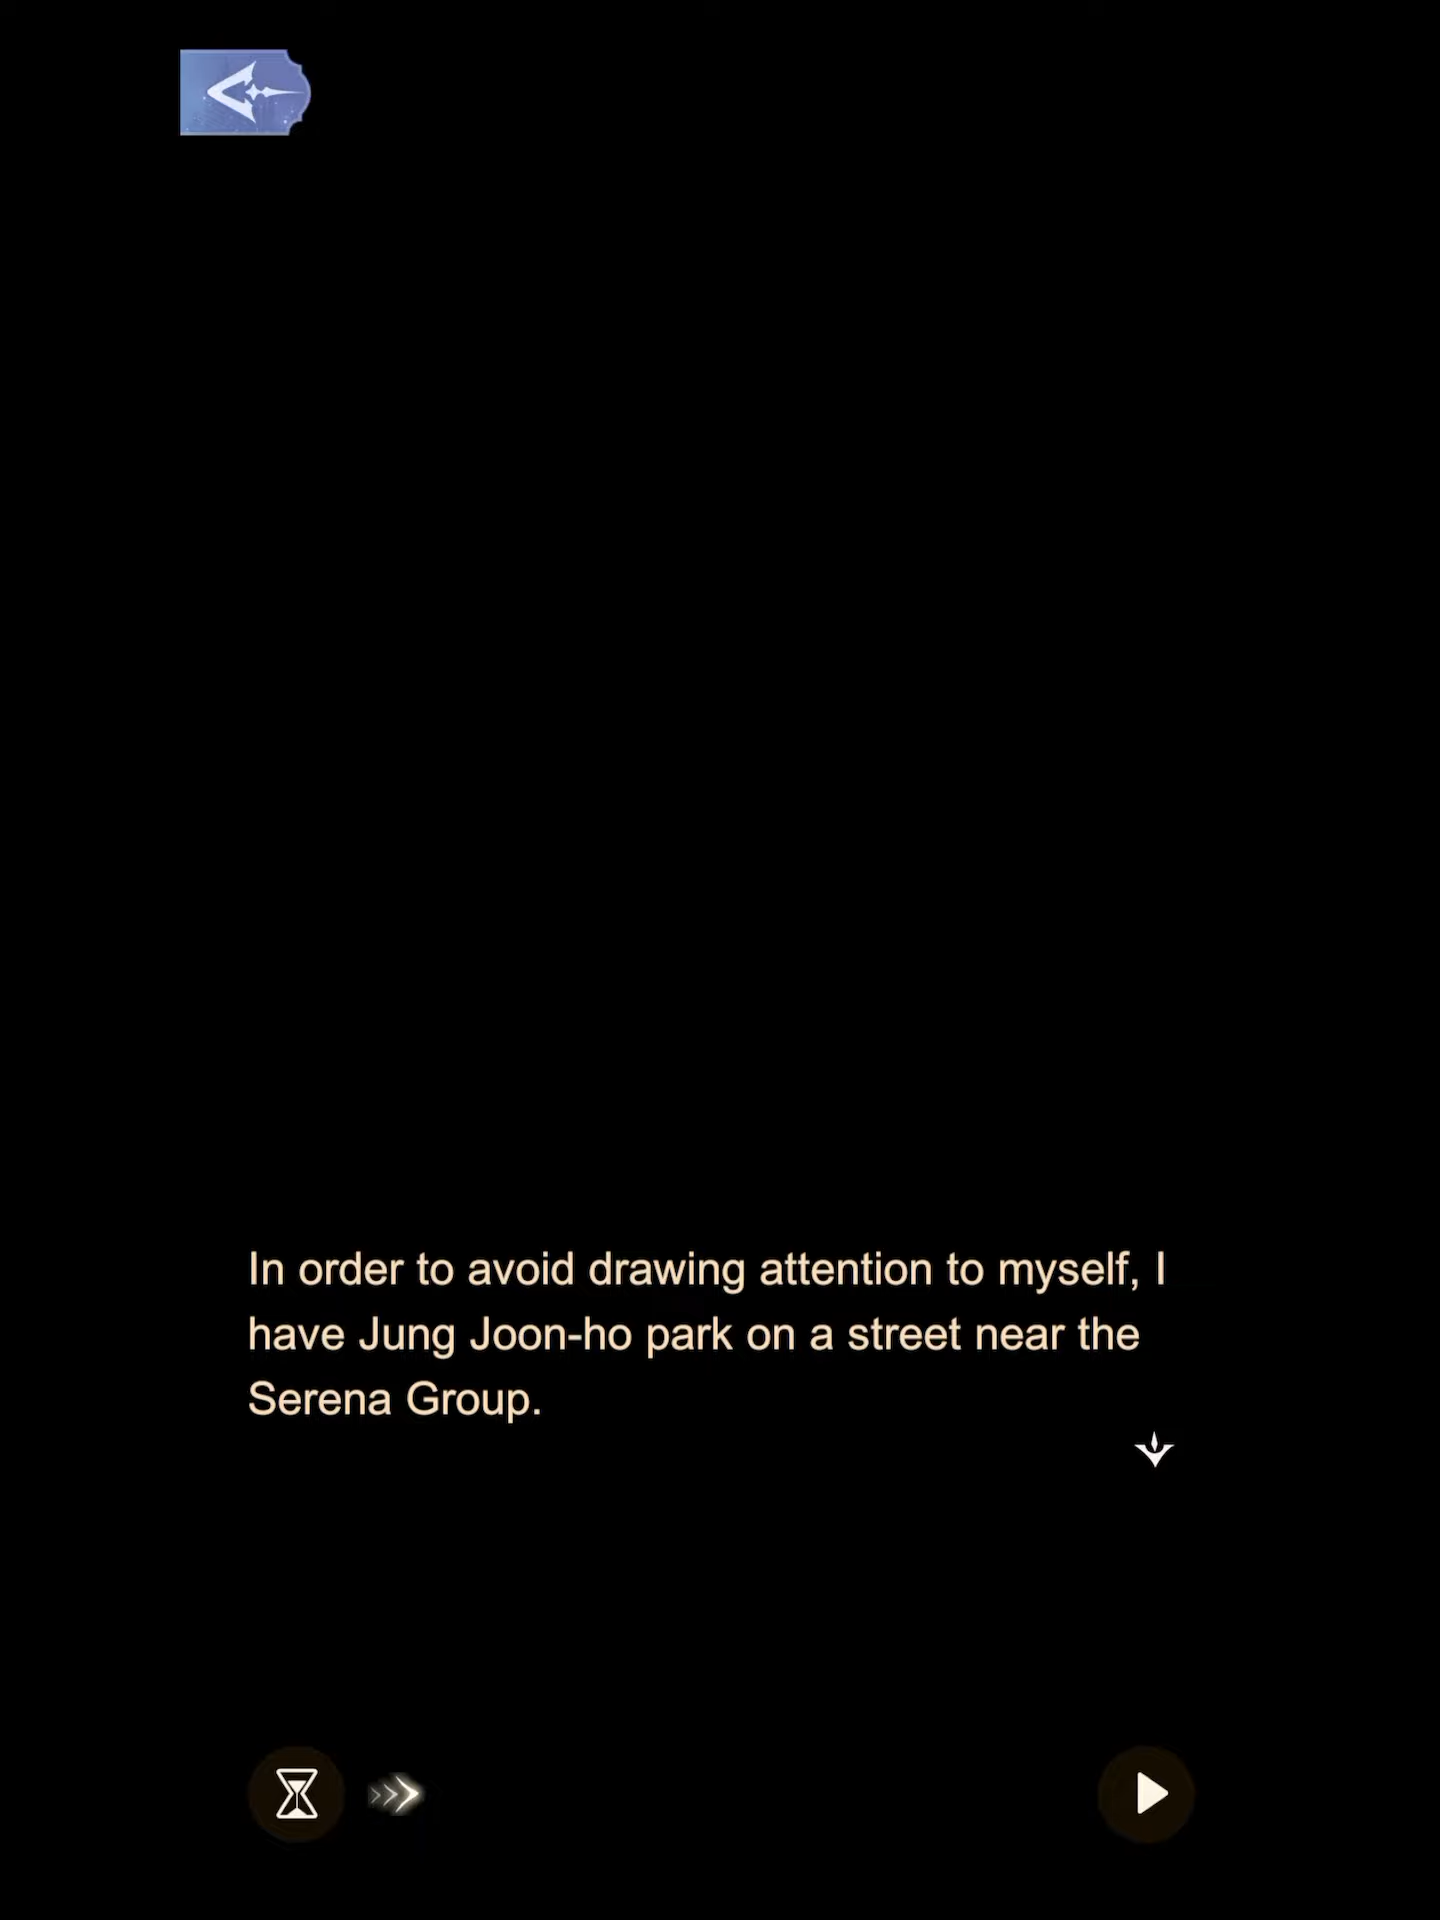 In order to avoid drawing attention to myself, I
have Jung Joon-ho park on a street near the
Serena Group.